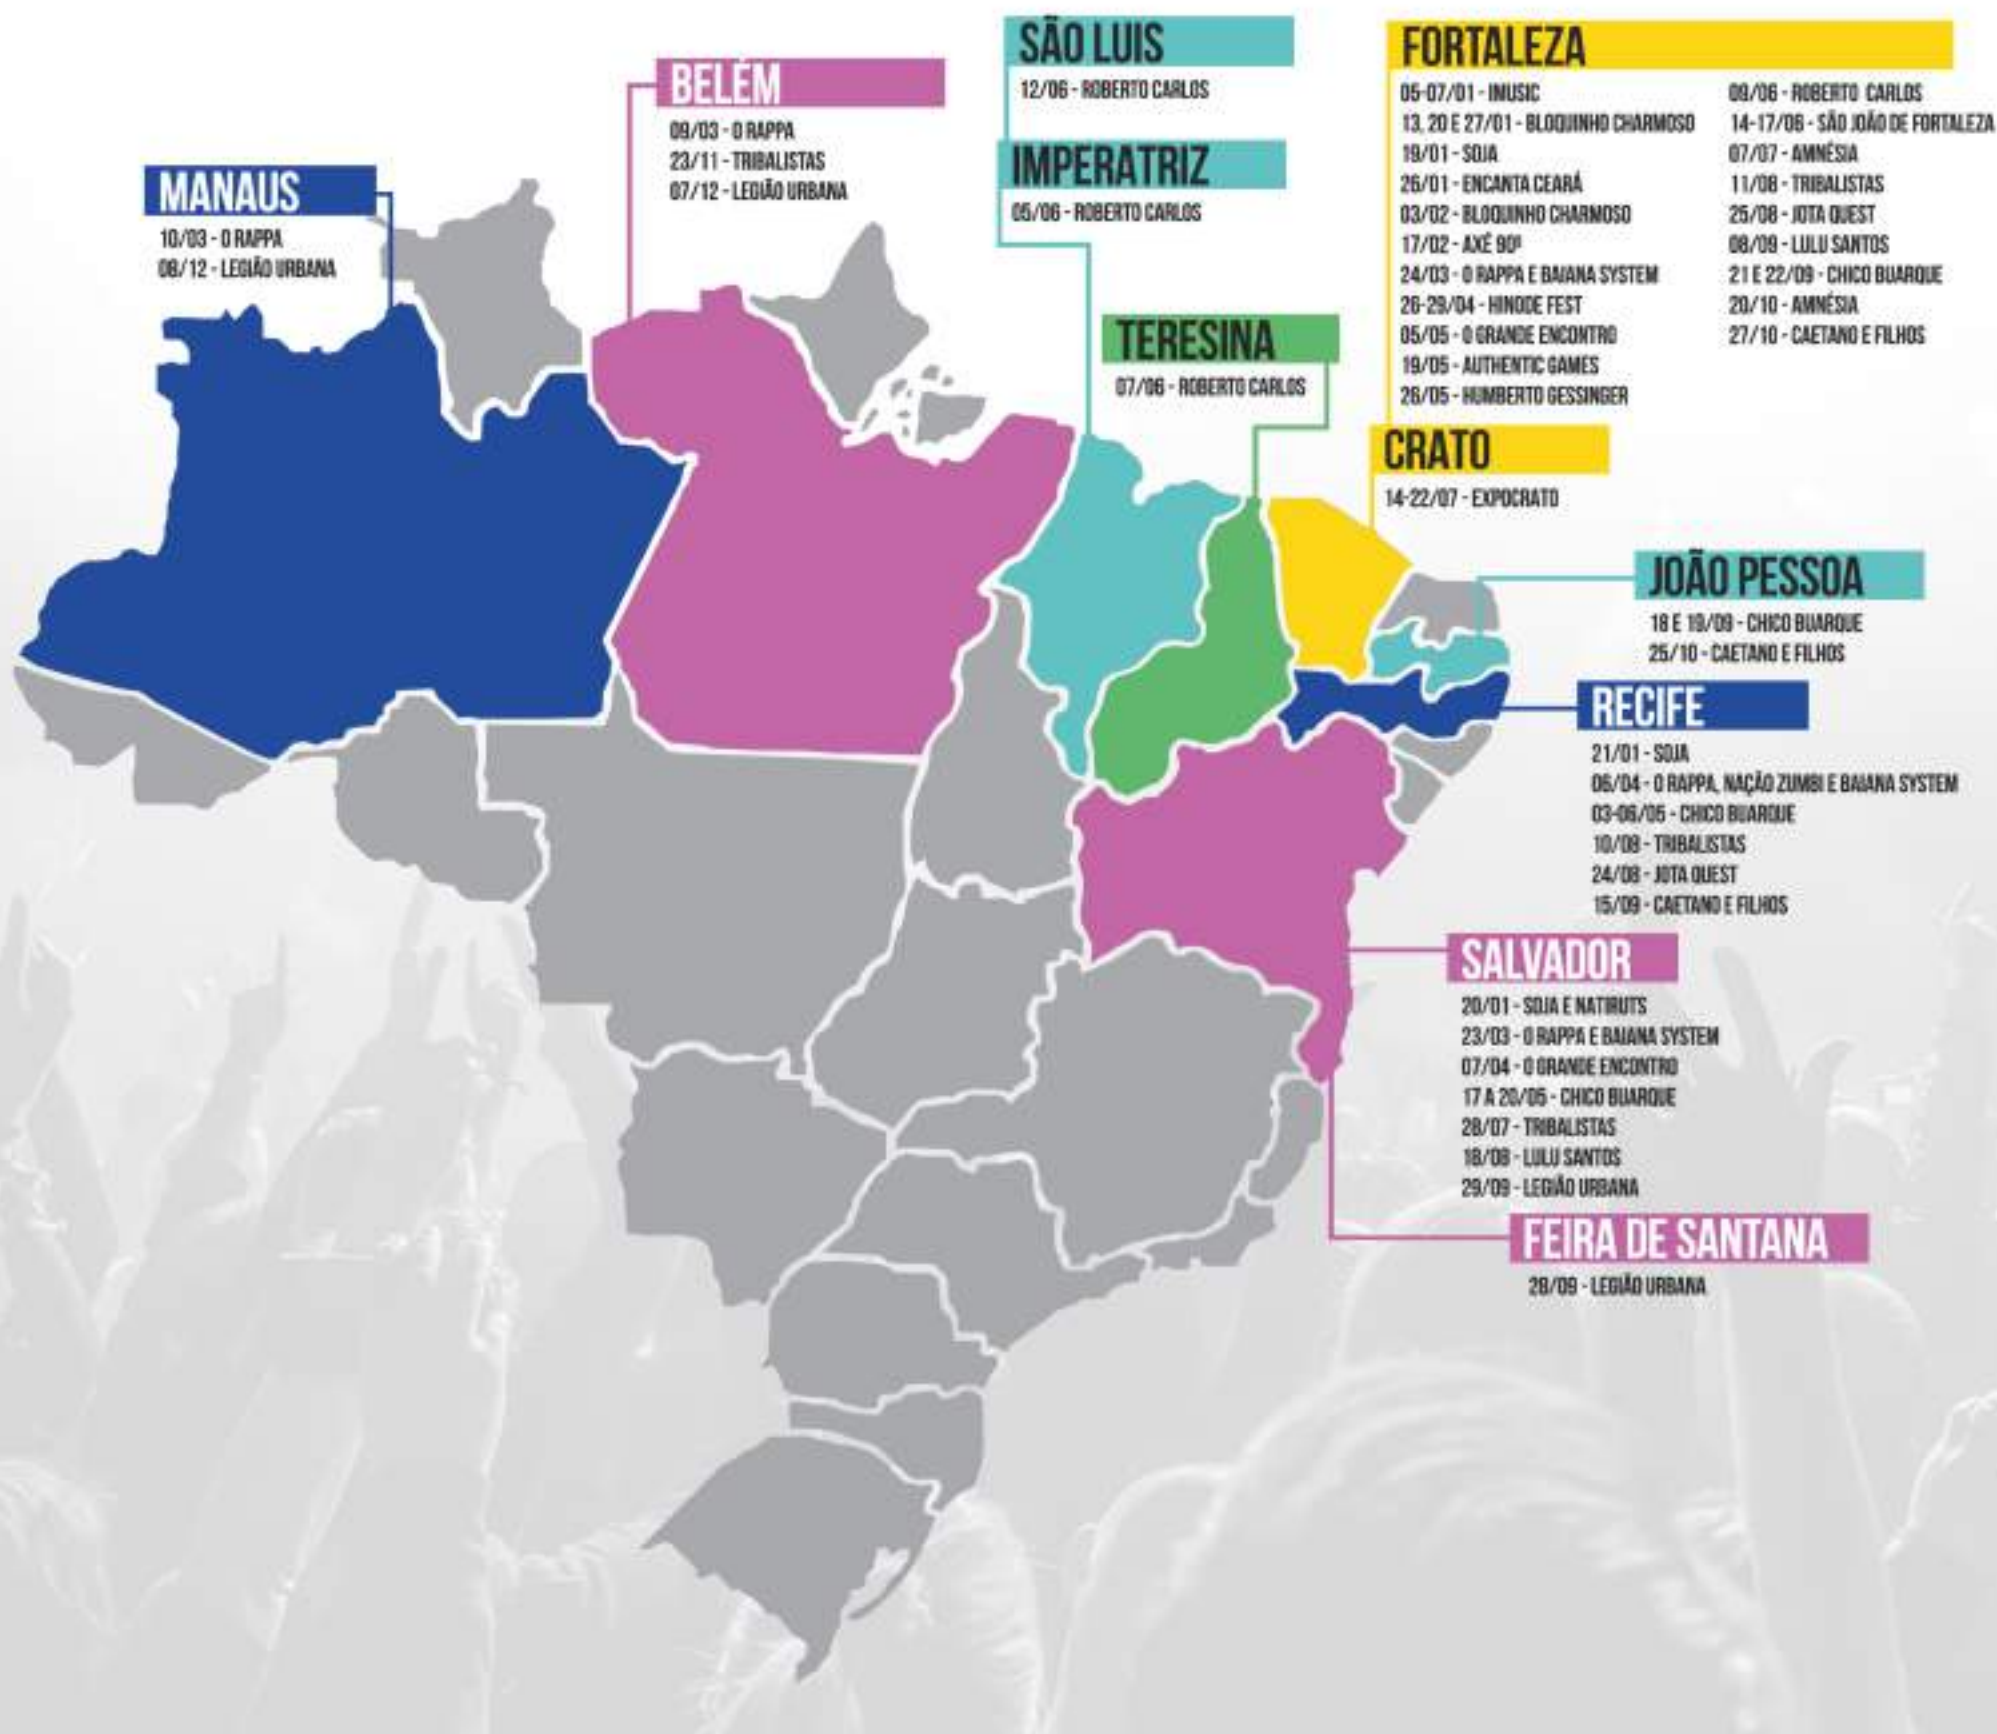 SÃO LUIS
12/06 - ROBERTO CARLOS
IMPERATRIZ
05/06 - ROBERTO CARLOS
FORTALEZA
05-07/01 - IMUSIC
13, 20 E 27/01 - BLOQUINHO CHARMOSO
19/01 - SOJA
26/01 - ENCANTA CEARÁ
03/02 - BLOQUINHO CHARMOSO
17/02 - AXÉ 90º
24/03 - O RAPPA E BAIANA SYSTEM
26-29/04 - HINODE FEST
05/05 - O GRANDE ENCONTRO
19/05 - AUTHENTIC GAMES
26/05 - HUMBERTO GESSINGER
09/06 - ROBERTO CARLOS
14-17/06 - SÃO JOÃO DE FORTALEZA
07/07 - AMNÉSIA
11/08 - TRIBALISTAS
25/08 - JOTA QUEST
08/09 - LULU SANTOS
21 E 22/09 - CHICO BUARQUE
20/10 - AMNÉSIA
27/10 - CAETANO E FILHOS
BELÉM
09/03 - O RAPPA
23/11 - TRIBALISTAS
07/12 - LEGIÃO URBANA
MANAUS
10/03 - O RAPPA
08/12 - LEGIÃO URBANA
TERESINA
07/06 - ROBERTO CARLOS
CRATO
14-22/07 - EXPOCRATO
JOÃO PESSOA
18 E 19/09 - CHICO BUARQUE
25/10 - CAETANO E FILHOS
RECIFE
21/01 - SOJA
06/04 - O RAPPA, NAÇÃO ZUMBI E BAIANA SYSTEM
03-06/05 - CHICO BUARQUE
10/08 - TRIBALISTAS
24/08 - JOTA QUEST
15/09 - CAETANO E FILHOS
SALVADOR
20/01 - SOJA E NATIRUTS
23/03 - O RAPPA E BAIANA SYSTEM
07/04 - O GRANDE ENCONTRO
17 A 20/05 - CHICO BUARQUE
28/07 - TRIBALISTAS
18/08 - LULU SANTOS
29/09 - LEGIÃO URBANA
FEIRA DE SANTANA
28/09 - LEGIÃO URBANA